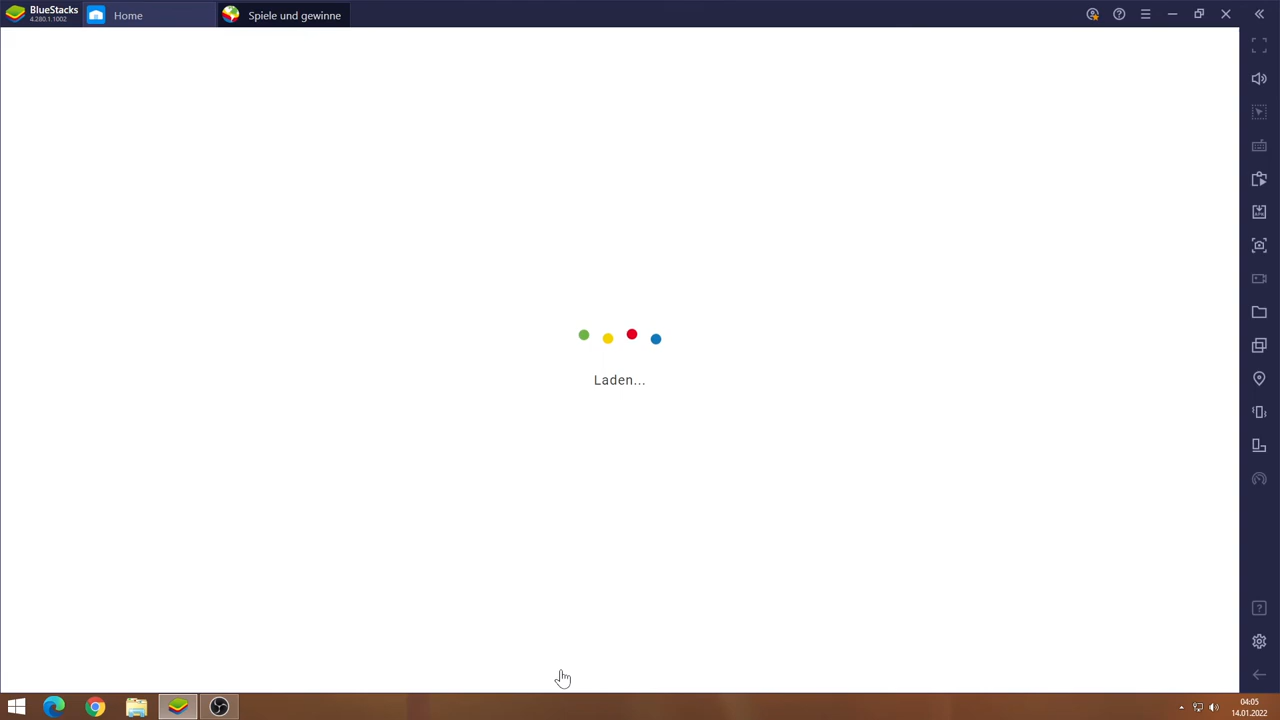 BlueStacks
4.280.1.1002
Home
Spiele und gewinne
Laden...
04:05
14.01.2022